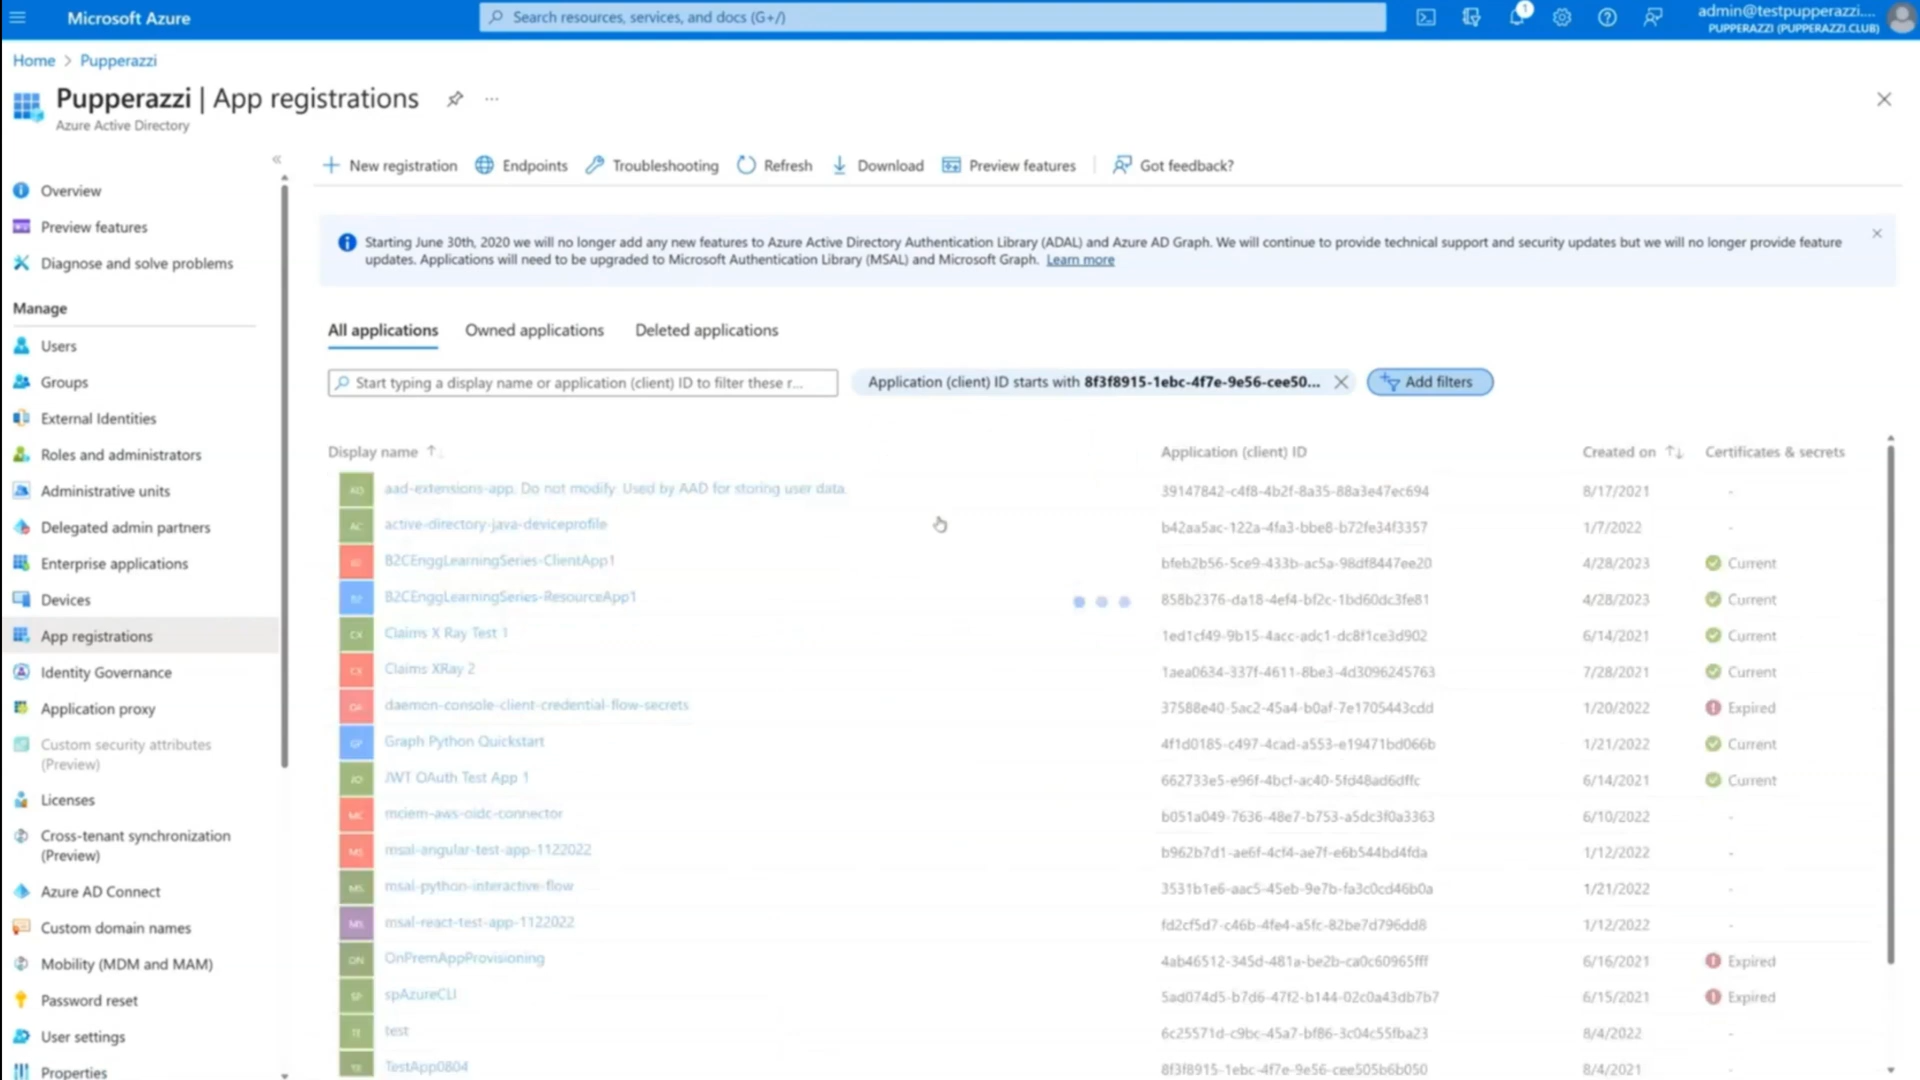 Microsoft Azure
Search resources, services, and docs (G+/)
1
admin@testpupperazzi....
PUPPERAZZI (PUPPERAZZI.CLUB)
Home > Pupperazzi
Pupperazzi | App registrations
Azure Active Directory
New registration
Endpoints
Troubleshooting
Refresh
Download
Preview features
Got feedback?
Starting June 30th, 2020 we will no longer add any new features to Azure Active Directory Authentication Library (ADAL) and Azure AD Graph. We will continue to provide technical support and security updates but we will no longer provide feature
updates. Applications will need to be upgraded to Microsoft Authentication Library (MSAL) and Microsoft Graph. Learn more
Overview
Preview features
Diagnose and solve problems
Manage
Users
Groups
External Identities
Roles and administrators
Administrative units
Delegated admin partners
Enterprise applications
Devices
App registrations
Identity Governance
Application proxy
Custom security attributes
(Preview)
Licenses
Cross-tenant synchronization
(Preview)
Azure AD Connect
Custom domain names
Mobility (MDM and MAM)
Password reset
User settings
Properties
All applications
Owned applications
Deleted applications
Start typing a display name or application (client) ID to filter these r...
Application (client) ID starts with 8f3f8915-1ebc-4f7e-9e56-cee50...
Add filters
Display name Application (client) ID Created on Certificates & secrets
aad-extensions-app. Do not modify. Used by AAD for storing user data. 39147842-c4f8-4b2f-8a35-88a3e47ec694 8/17/2021 -
AC active-directory-java-deviceprofile b42aa5ac-122a-4fa3-bbe8-b72fe34f3357 1/7/2022 -
B2CEnggLearningSeries-ClientApp1 bfeb2b56-5ce9-433b-ac5a-98df8447ee20 4/28/2023 Current
B2CEnggLearningSeries-ResourceApp1 858b2376-da18-4ef4-bf2c-1bd60dc3fe81 4/28/2023 Current
CX Claims X Ray Test 1 1ed1cf49-9b15-4acc-adc1-dc8f1ce3d902 6/14/2021 Current
CX Claims XRay 2 1aea0634-337f-4611-8be3-4d3096245763 7/28/2021 Current
daemon-console-client-credential-flow-secrets 37588e40-5ac2-45a4-b0af-7e1705443cdd 1/20/2022 Expired
GP Graph Python Quickstart 4f1d0185-c497-4cad-a553-e19471bd066b 1/21/2022 Current
JO JWT OAuth Test App 1 662733e5-e96f-4bcf-ac40-5fd48ad6dffc 6/14/2021 Current
MC mciem-aws-oidc-connector b051a049-7636-48e7-b753-a5dc3f0a3363 6/10/2022 -
MS msal-angular-test-app-1122022 b962b7d1-ae6f-4cf4-ae7f-e6b544bd4fda 1/12/2022 -
MS msal-python-interactive-flow 3531b1e6-aac5-45eb-9e7b-fa3c0cd46b0a 1/21/2022 -
MS msal-react-test-app-1122022 fd2cf5d7-c46b-4fe4-a5fc-82be7d796dd8 1/12/2022 -
ON OnPremAppProvisioning 4ab46512-345d-481a-be2b-ca0c60965fff 6/16/2021 Expired
SP spAzureCLI 5ad074d5-b7d6-47f2-b144-02c0a43db7b7 6/15/2021 Expired
TE test 6c25571d-c9bc-45a7-bf86-3c04c55fba23 8/4/2022 -
TE TestApp0804 8f3f8915-1ebc-4f7e-9e56-cee505b6b050 8/4/2021 -